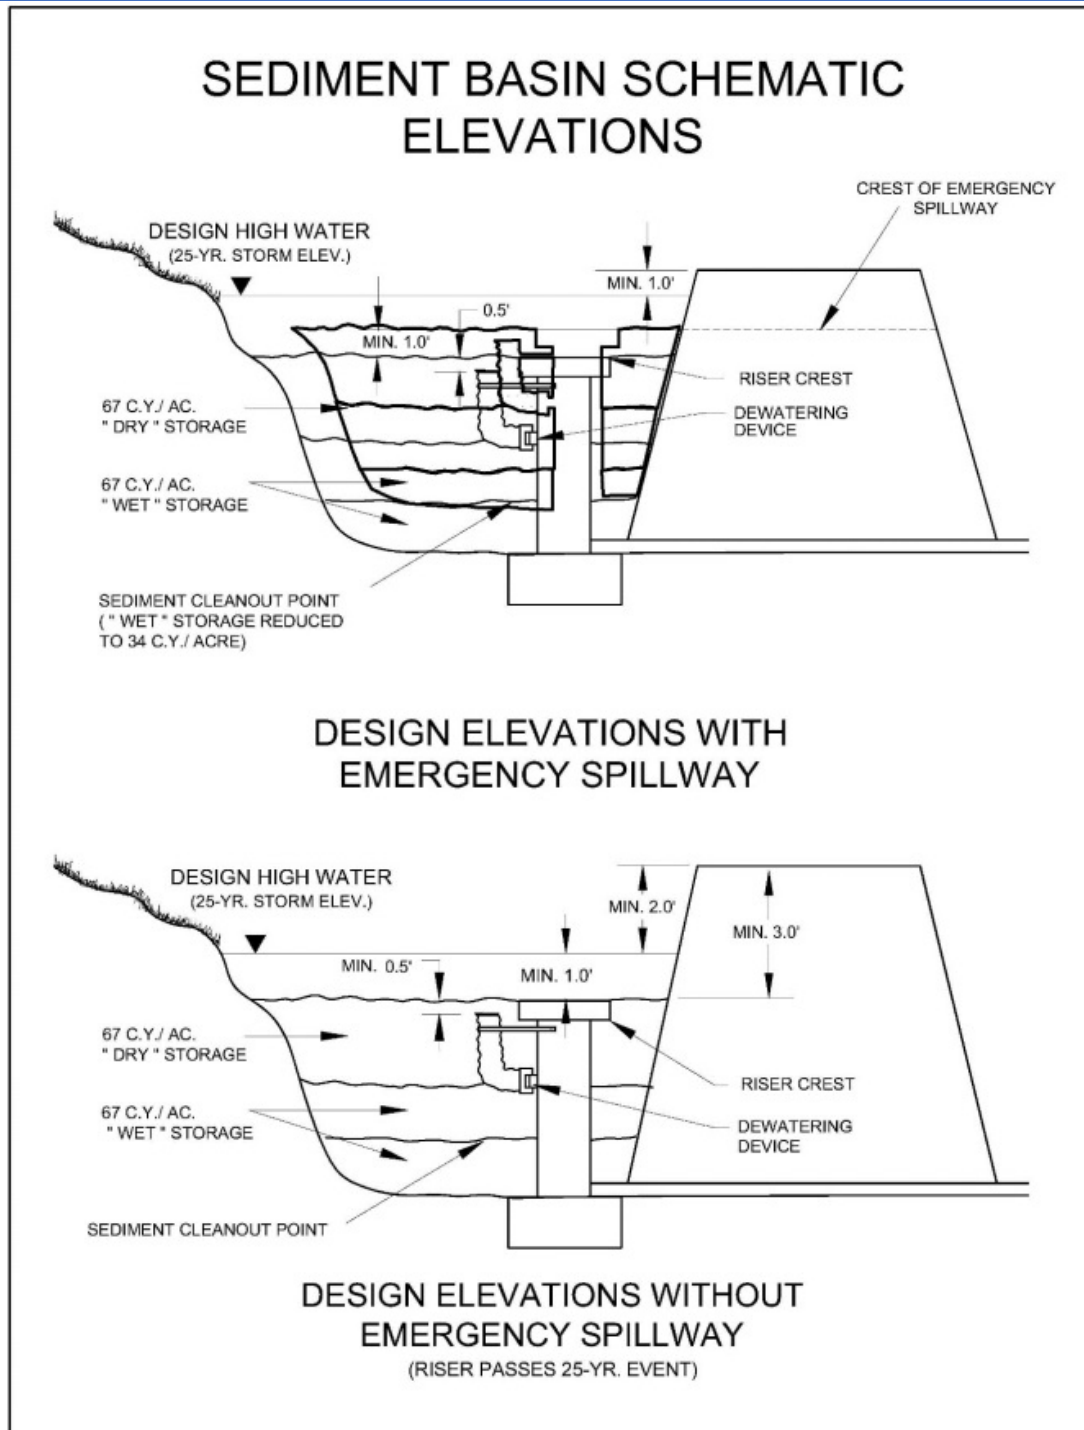 SEDIMENT BASIN SCHEMATIC
ELEVATIONS
CREST OF EMERGENCY
SPILLWAY
DESIGN HIGH WATER
(25-YR. STORM ELEV.)
MIN. 1.0'
0.5'
MIN. 1.0'
RISER CREST
67 C.Y./ AC.
" DRY " STORAGE
DEWATERING
DEVICE
67 C.Y./ AC.
" WET " STORAGE
SEDIMENT CLEANOUT POINT
( " WET " STORAGE REDUCED
TO 34 C.Y./ ACRE)
DESIGN ELEVATIONS WITH
EMERGENCY SPILLWAY
DESIGN HIGH WATER
(25-YR. STORM ELEV.)
MIN. 2.0'
MIN. 3.0'
MIN. 0.5'
MIN. 1.0'
67 C.Y./ AC.
" DRY " STORAGE
RISER CREST
67 C.Y./ AC.
" WET " STORAGE
DEWATERING
DEVICE
SEDIMENT CLEANOUT POINT
DESIGN ELEVATIONS WITHOUT
EMERGENCY SPILLWAY
(RISER PASSES 25-YR. EVENT)